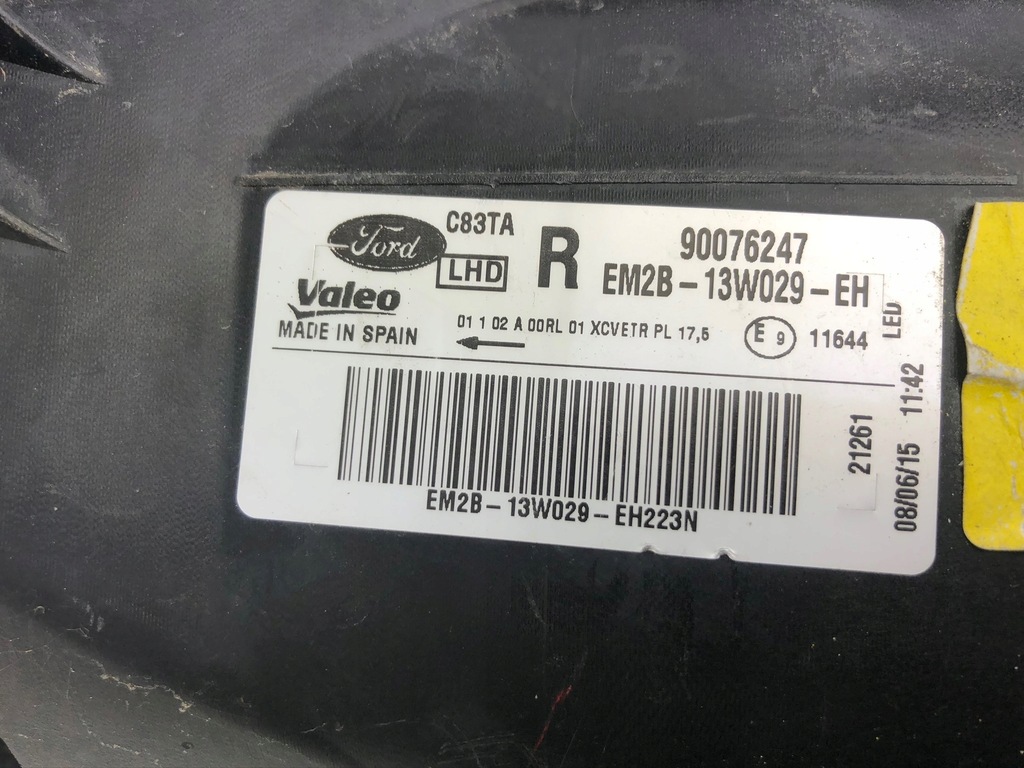 Ford
C83TA
LHD
R
90076247
EM2B-13W029-EH
Valeo
MADE IN SPAIN
01 1 02 A 00RL 01 XCVETR PL 17,5
E 9
11644
LED
21261
08/06/15 11:42
EM2B-13W029-EH223N